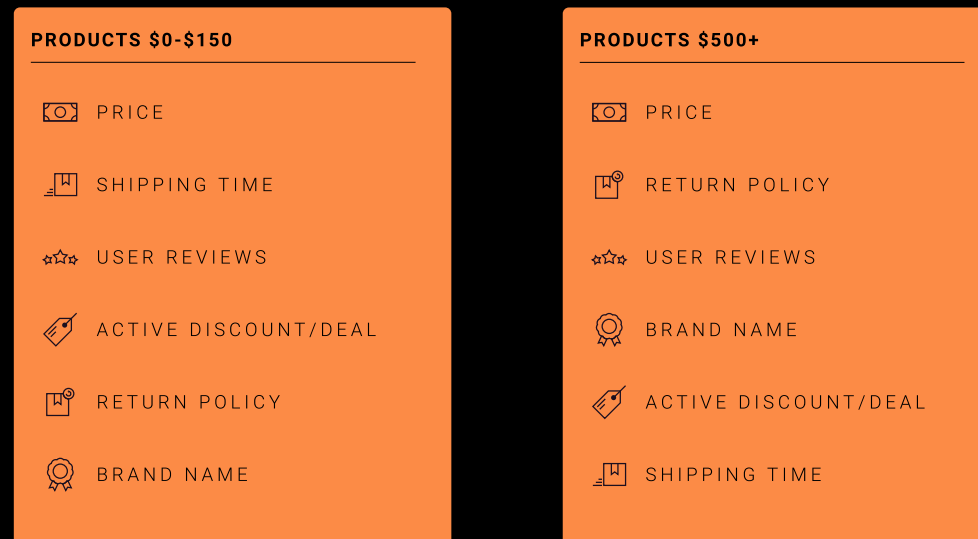 PRODUCTS $0-$150
PRICE
SHIPPING TIME
USER REVIEWS
ACTIVE DISCOUNT/DEAL
RETURN POLICY
BRAND NAME
PRODUCTS $500+
PRICE
RETURN POLICY
USER REVIEWS
BRAND NAME
ACTIVE DISCOUNT/DEAL
SHIPPING TIME